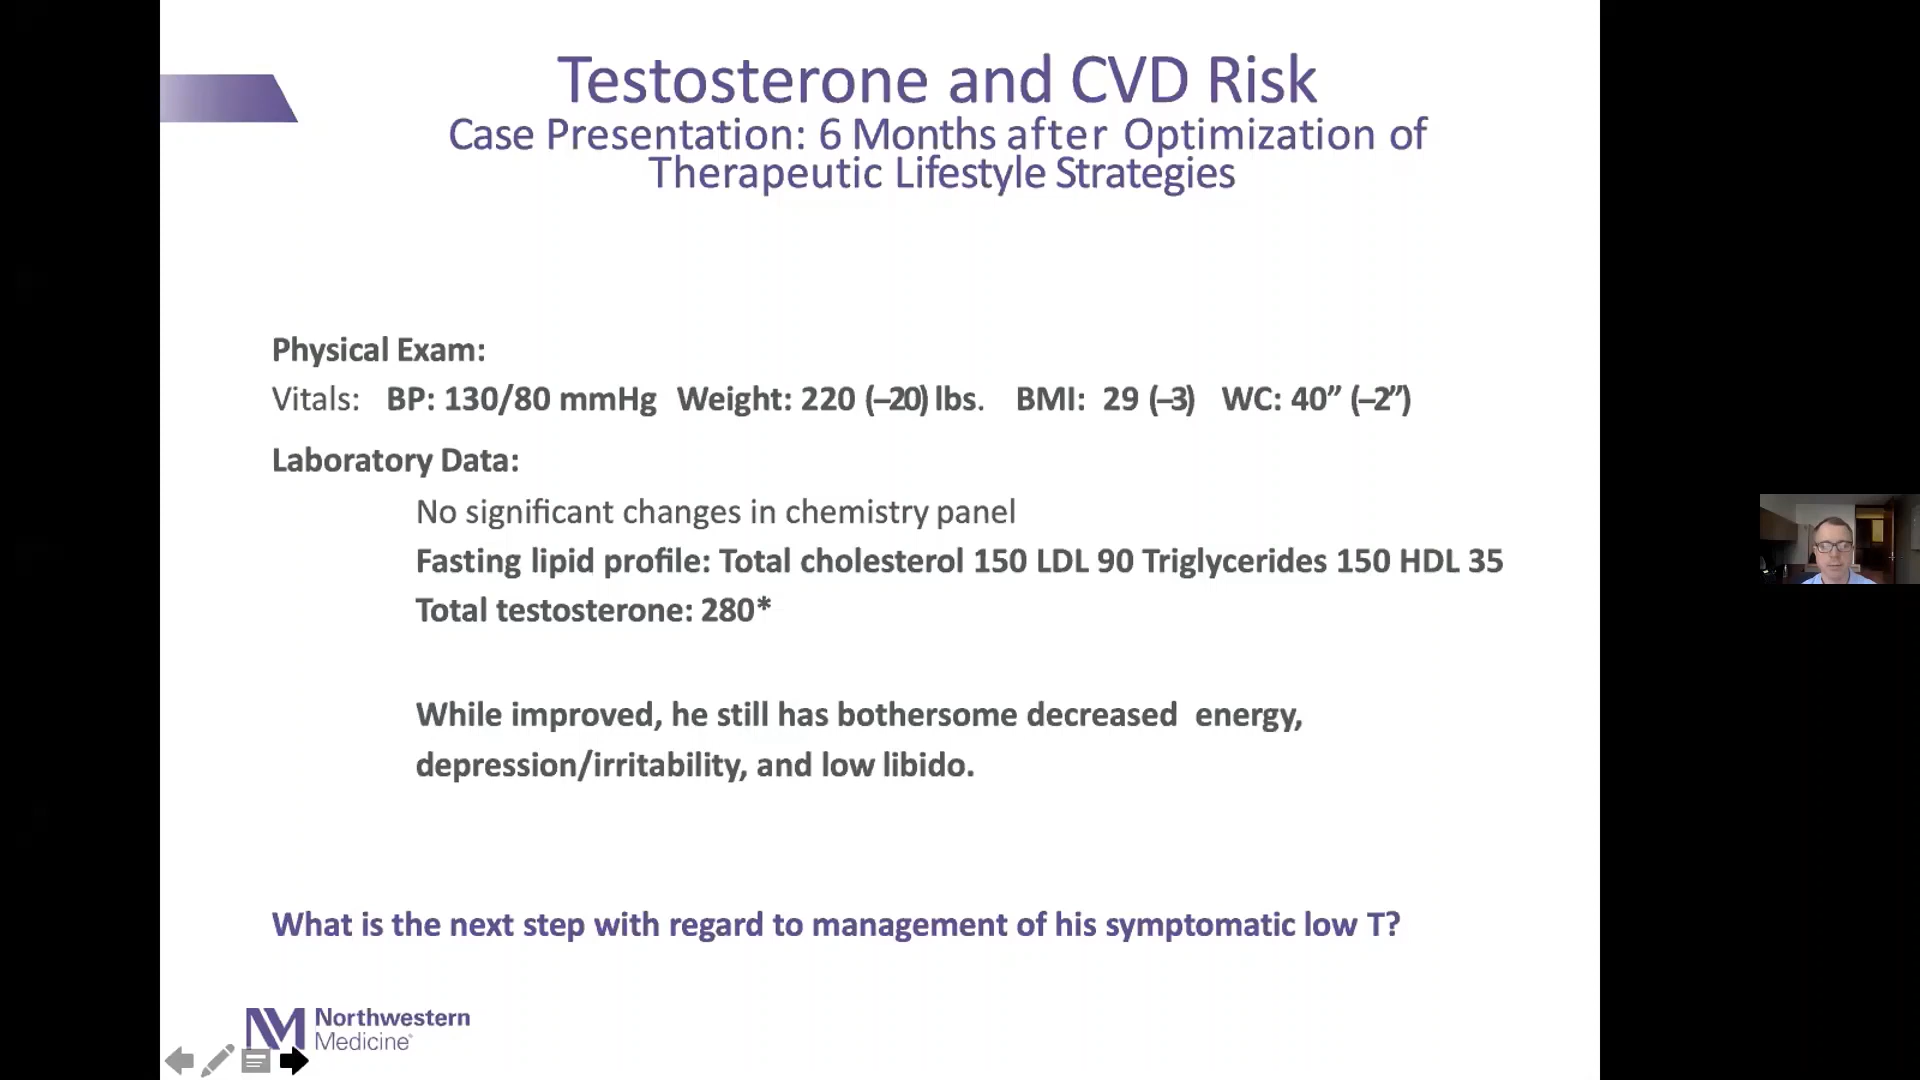 Testosterone and CVD Risk
Case Presentation: 6 Months after Optimization of
Therapeutic Lifestyle Strategies
Physical Exam:
Vitals: BP: 130/80 mmHg Weight: 220 (–20) lbs. BMI: 29 (–3) WC: 40” (–2”)
Laboratory Data:
No significant changes in chemistry panel
Fasting lipid profile: Total cholesterol 150 LDL 90 Triglycerides 150 HDL 35
Total testosterone: 280*
While improved, he still has bothersome decreased energy,
depression/irritability, and low libido.
What is the next step with regard to management of his symptomatic low T?
NM Northwestern
Medicine®